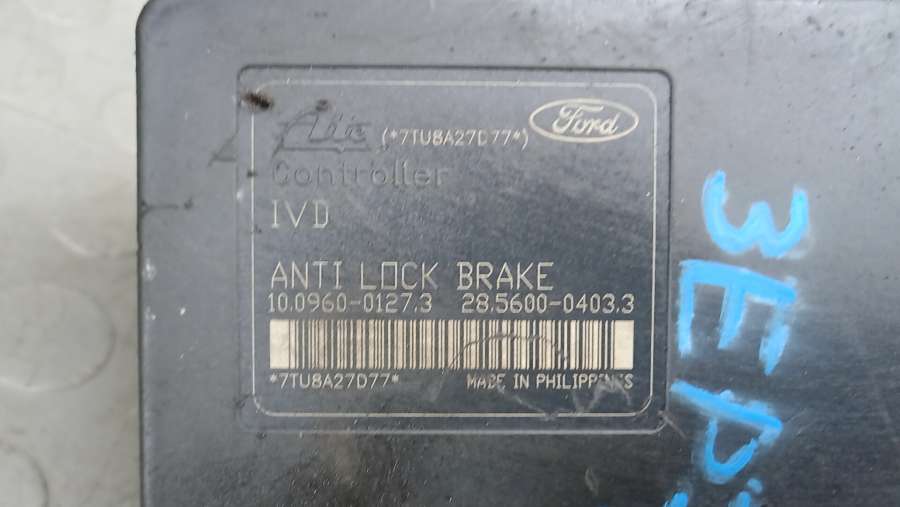 Ate (*7TU8A27D77*) Ford
Controller
IVD
ANTI LOCK BRAKE
10.0960-0127.3 28.5600-0403.3
*7TU8A27D77* MADE IN PHILIPPINES